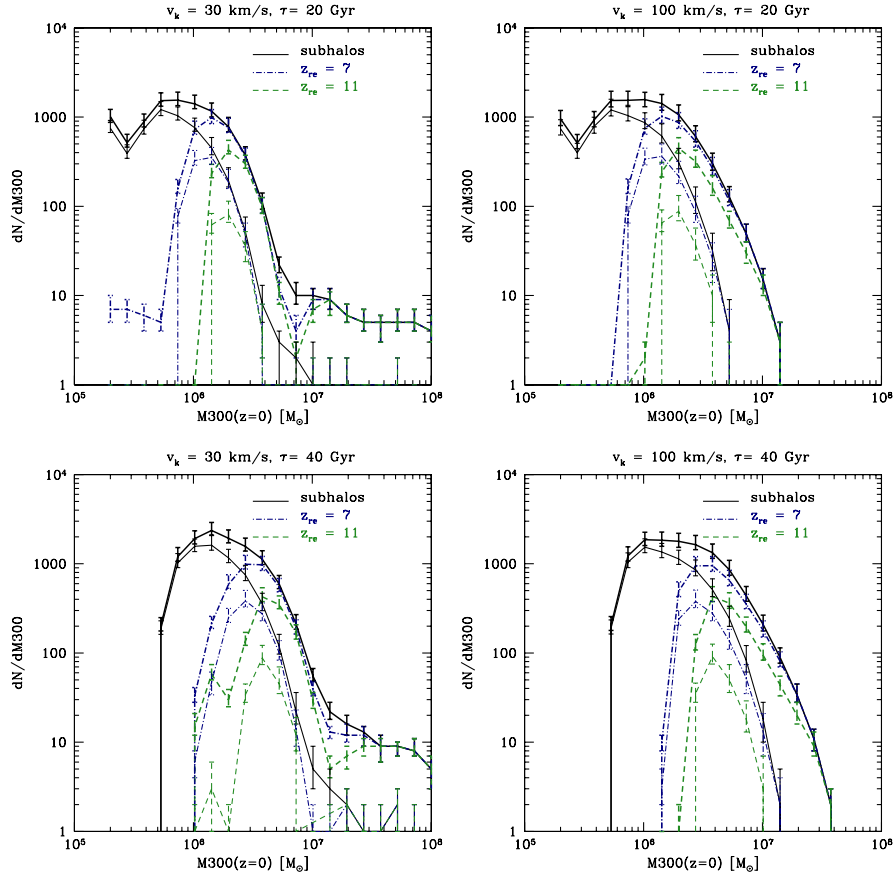 v_k = 30 km/s, τ= 20 Gyr
10^4
1000
100
10
1
dN/dM300
subhalos
z_re = 7
z_re = 11
10^5
10^6
10^7
10^8
M300(z=0) [M_⊙]
v_k = 100 km/s, τ= 20 Gyr
10^4
1000
100
10
1
dN/dM300
subhalos
z_re = 7
z_re = 11
10^5
10^6
10^7
10^8
M300(z=0) [M_⊙]
v_k = 30 km/s, τ= 40 Gyr
10^4
1000
100
10
1
dN/dM300
subhalos
z_re = 7
z_re = 11
10^5
10^6
10^7
10^8
M300(z=0) [M_⊙]
v_k = 100 km/s, τ= 40 Gyr
10^4
1000
100
10
1
dN/dM300
subhalos
z_re = 7
z_re = 11
10^5
10^6
10^7
10^8
M300(z=0) [M_⊙]